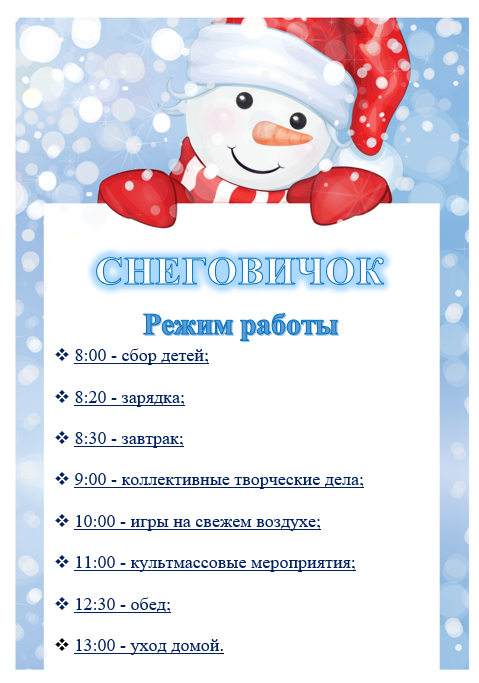 СНЕГОВИЧОК
Режим работы
❖ 8:00 - сбор детей;
❖ 8:20 - зарядка;
❖ 8:30 - завтрак;
❖ 9:00 - коллективные творческие дела;
❖ 10:00 - игры на свежем воздухе;
❖ 11:00 - культмассовые мероприятия;
❖ 12:30 - обед;
❖ 13:00 - уход домой.